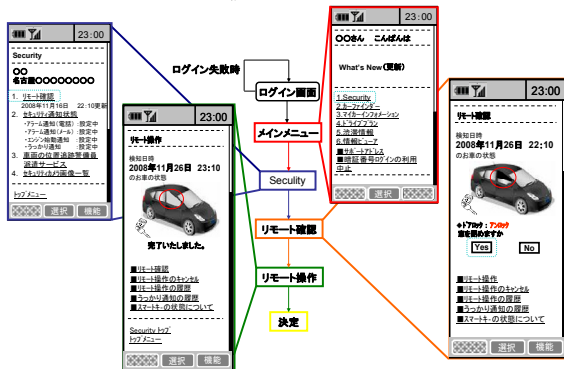 23:00
Security
○○
名古屋○○○○○○○○
1. リモート確認
2008年11月16日 22:10更新
2. セキュリティ通知状態
・アラーム通知(電話) :設定中
・アラーム通知(メール) :設定中
・エンジン始動通知 :設定中
・うっかり通知 :設定中
3. 車両の位置追跡警備員
派遣サービス
4. セキュリティカメラ画像一覧
トップメニュー
選択
機能
ログイン失敗時
ログイン画面
メインメニュー
Seculity
リモート確認
リモート操作
決定
23:00
○○さん こんばんは
What's New(更新)
1.Security
2.カーファインダー
3.マイカーインフォメーション
4.ドライブプラン
5.渋滞情報
6.情報ビューア
■サポートアドレス
■暗証番号ログインの利用
中止
選択
機能
23:00
リモート操作
検知日時
2008年11月16日 23:10
のお車の状態
完了いたしました。
■リモート確認
■リモート操作のキャンセル
■リモート操作の履歴
■うっかり通知の履歴
■スマートキーの状態について
Security トップ
トップメニュー
選択
機能
23:00
リモート確認
検知日時
2008年11月16日 22:10
のお車の状態
◆ドアロック:アンロック
窓を閉めますか
Yes
No
■リモート操作
■リモート操作のキャンセル
■リモート操作の履歴
■うっかり通知の履歴
■スマートキーの状態について
選択
機能